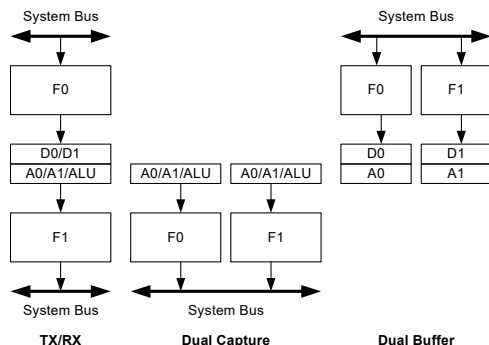 System Bus
F0
D0/D1
A0/A1/ALU
F1
System Bus
TX/RX
A0/A1/ALU A0/A1/ALU
F0 F1
System Bus
Dual Capture
System Bus
F0 F1
D0 D1
A0 A1
Dual Buffer